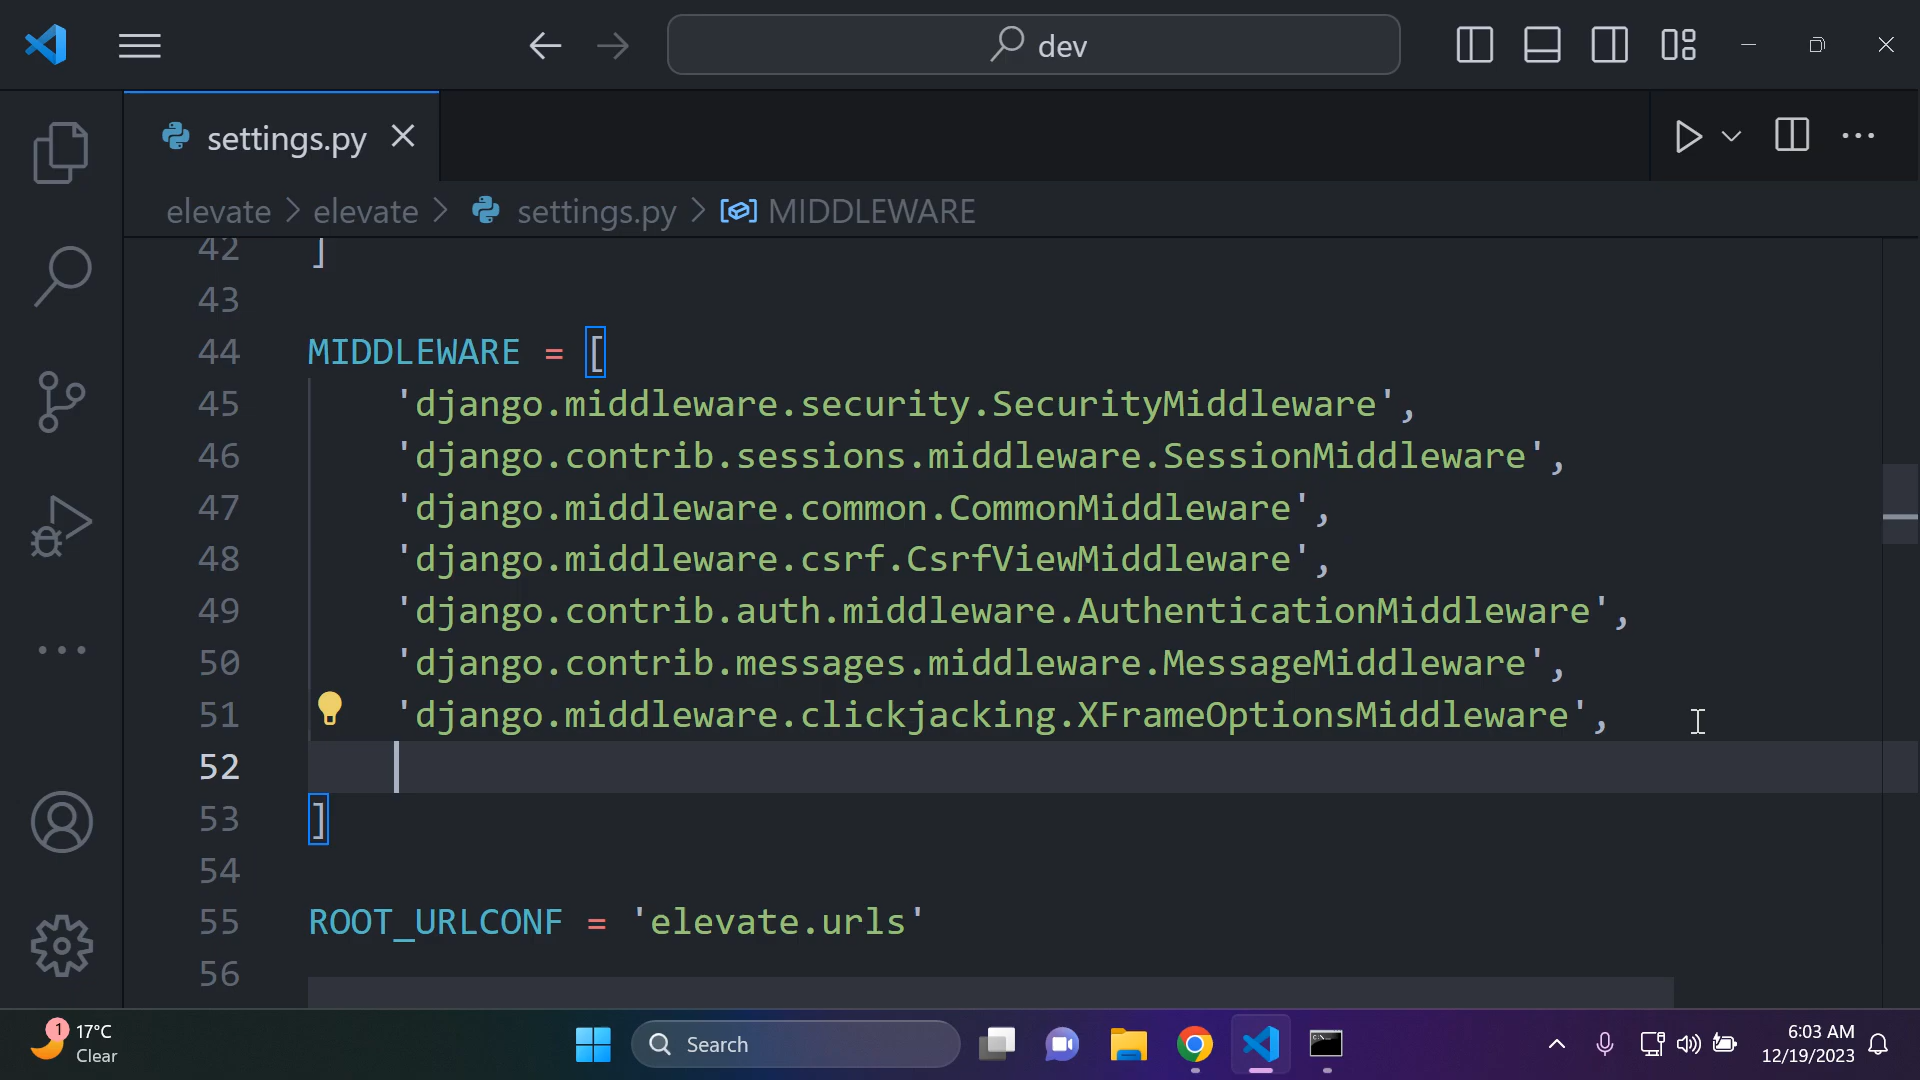 dev
settings.py
elevate > elevate > settings.py > MIDDLEWARE
42 ]
43
44 MIDDLEWARE = [
45 'django.middleware.security.SecurityMiddleware',
46 'django.contrib.sessions.middleware.SessionMiddleware',
47 'django.middleware.common.CommonMiddleware',
48 'django.middleware.csrf.CsrfViewMiddleware',
49 'django.contrib.auth.middleware.AuthenticationMiddleware',
50 'django.contrib.messages.middleware.MessageMiddleware',
51 'django.middleware.clickjacking.XFrameOptionsMiddleware',
52
53 ]
54
55 ROOT_URLCONF = 'elevate.urls'
56
1
17°C
Clear
Search
6:03 AM
12/19/2023